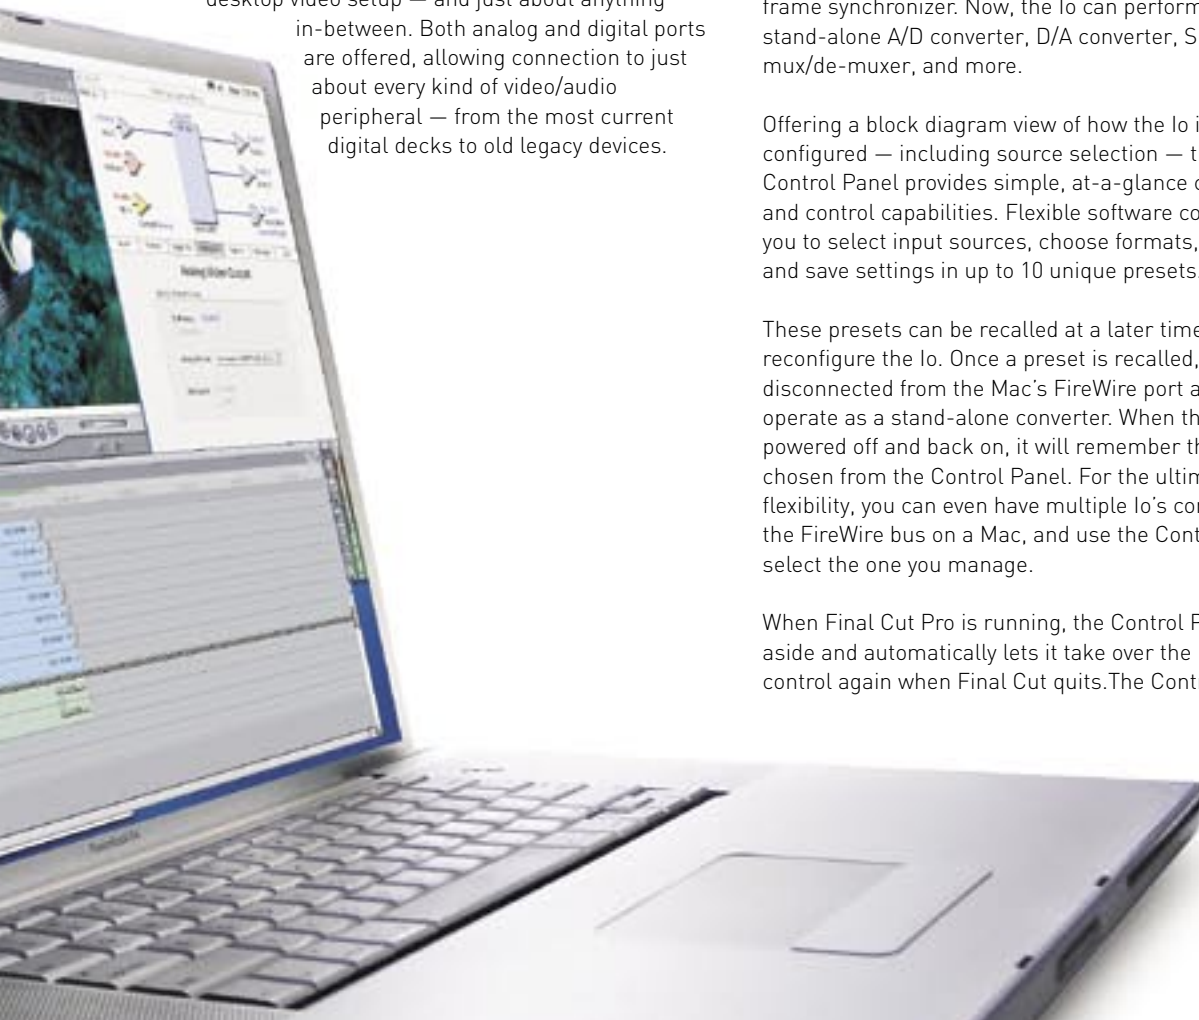 desktop video setup — and just about anything
in-between. Both analog and digital ports
are offered, allowing connection to just
about every kind of video/audio
peripheral — from the most current
digital decks to old legacy devices.
frame synchronizer. Now, the Io can perform
stand-alone A/D converter, D/A converter, S
mux/de-muxer, and more.
Offering a block diagram view of how the Io i
configured — including source selection — t
Control Panel provides simple, at-a-glance
and control capabilities. Flexible software co
you to select input sources, choose formats,
and save settings in up to 10 unique presets.
These presets can be recalled at a later time
reconfigure the Io. Once a preset is recalled,
disconnected from the Mac's FireWire port a
operate as a stand-alone converter. When th
powered off and back on, it will remember th
chosen from the Control Panel. For the ultim
flexibility, you can even have multiple Io's co
the FireWire bus on a Mac, and use the Cont
select the one you manage.
When Final Cut Pro is running, the Control P
aside and automatically lets it take over the
control again when Final Cut quits.The Cont